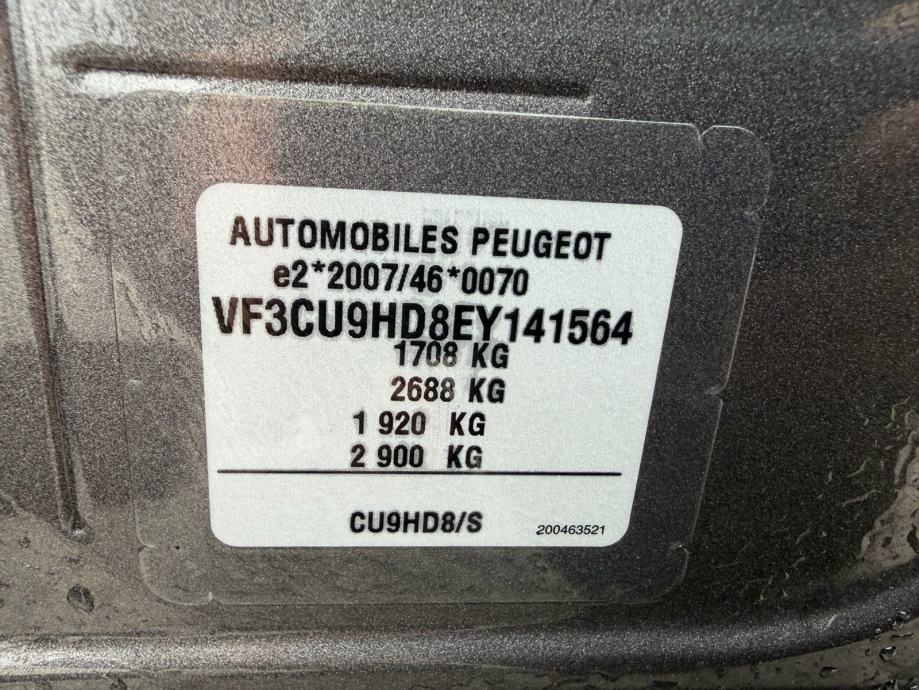 AUTOMOBILES PEUGEOT
e2*2007/46*0070
VF3CU9HD8EY141564
1708 KG
2688 KG
1 920 KG
2 900 KG
CU9HD8/S 200463521